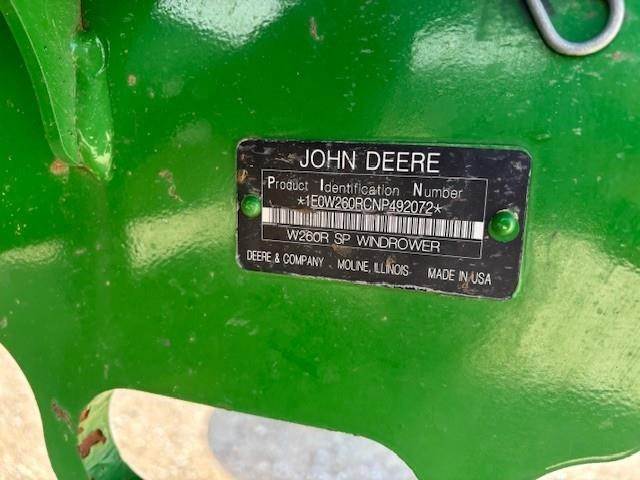 JOHN DEERE
Product Identification Number
*1E0W260RCNP492072*
W260R SP WINDROWER
DEERE & COMPANY MOLINE, ILLINOIS MADE IN USA